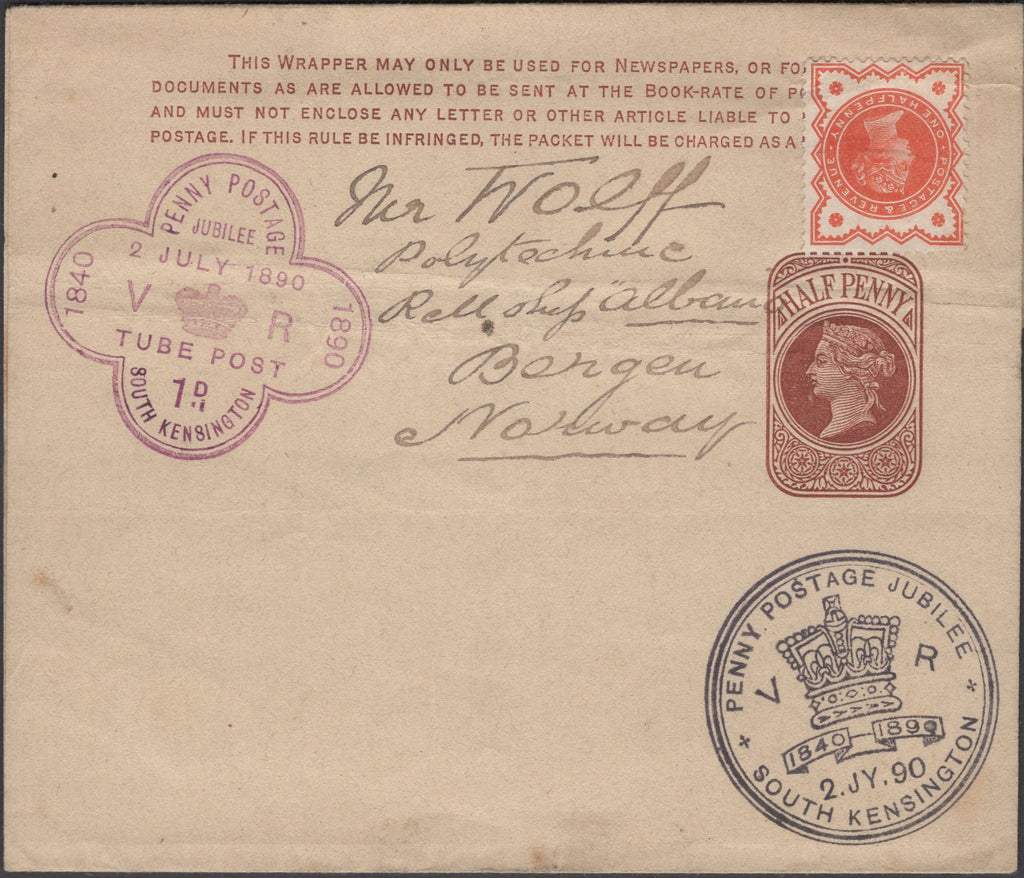 THIS WRAPPER MAY ONLY BE USED FOR NEWSPAPERS, OR FO
DOCUMENTS AS ARE ALLOWED TO BE SENT AT THE BOOK-RATE OF PO
AND MUST NOT ENCLOSE ANY LETTER OR OTHER ARTICLE LIABLE TO
POSTAGE. IF THIS RULE BE INFRINGED, THE PACKET WILL BE CHARGED AS A
POSTAGE & REVENUE
ONE HALFPENNY
PENNY POSTAGE
JUBILEE
2 JULY 1890
1840
1890
V R
TUBE POST
1D
SOUTH KENSINGTON
Mr Wolff
Polytechnic
ship "Alban
Bergen
Norway
HALFPENNY
PENNY POSTAGE JUBILEE
V R
1840-1890
2.JY.90
SOUTH KENSINGTON